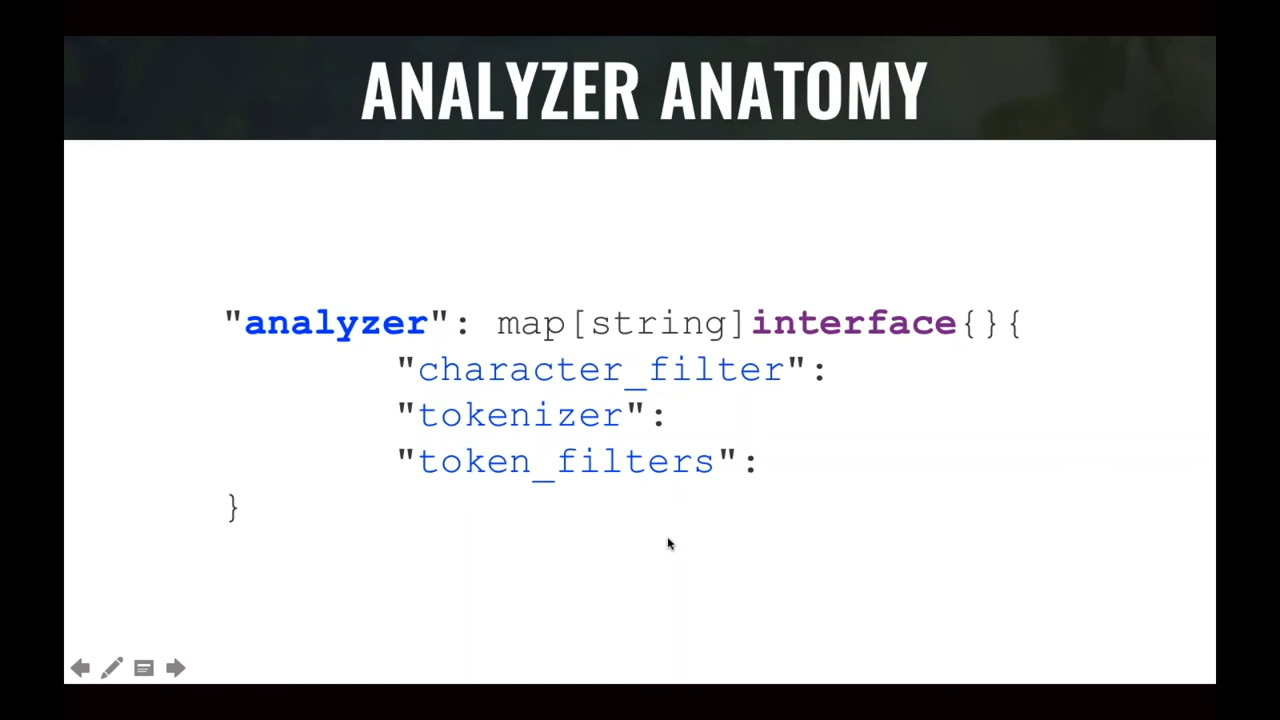 ANALYZER ANATOMY
"analyzer": map[string]interface{}{
"character_filter":
"tokenizer":
"token_filters":
}